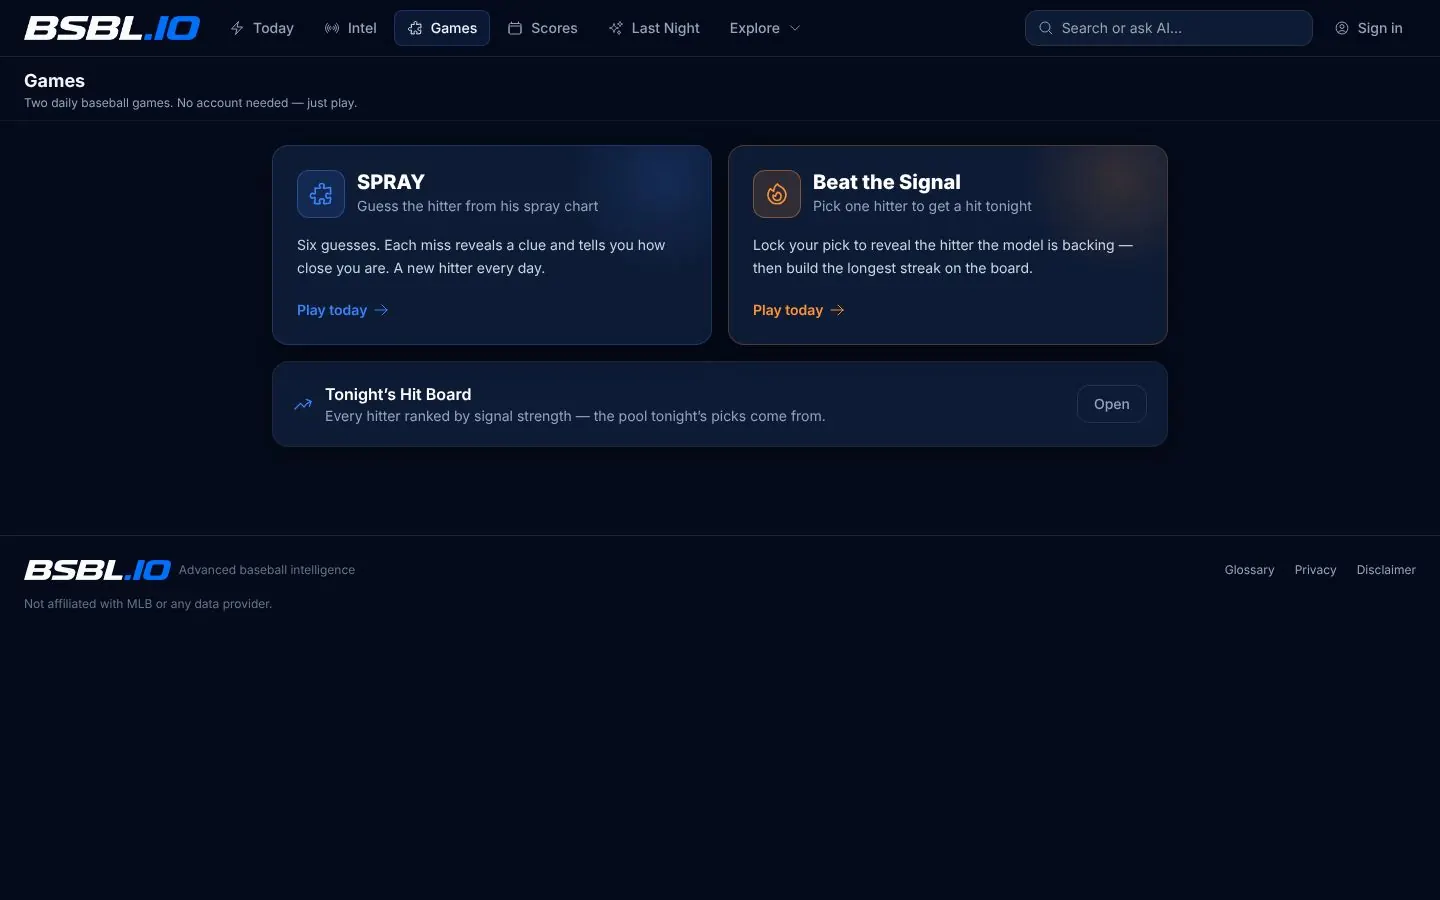 BSBL.IO
Today
Intel
Games
Scores
Last Night
Explore
Search or ask AI...
Sign in
Games
Two daily baseball games. No account needed — just play.
SPRAY
Guess the hitter from his spray chart
Six guesses. Each miss reveals a clue and tells you how
close you are. A new hitter every day.
Play today
Beat the Signal
Pick one hitter to get a hit tonight
Lock your pick to reveal the hitter the model is backing —
then build the longest streak on the board.
Play today
Tonight’s Hit Board
Every hitter ranked by signal strength — the pool tonight’s picks come from.
Open
BSBL.IO
Advanced baseball intelligence
Glossary
Privacy
Disclaimer
Not affiliated with MLB or any data provider.